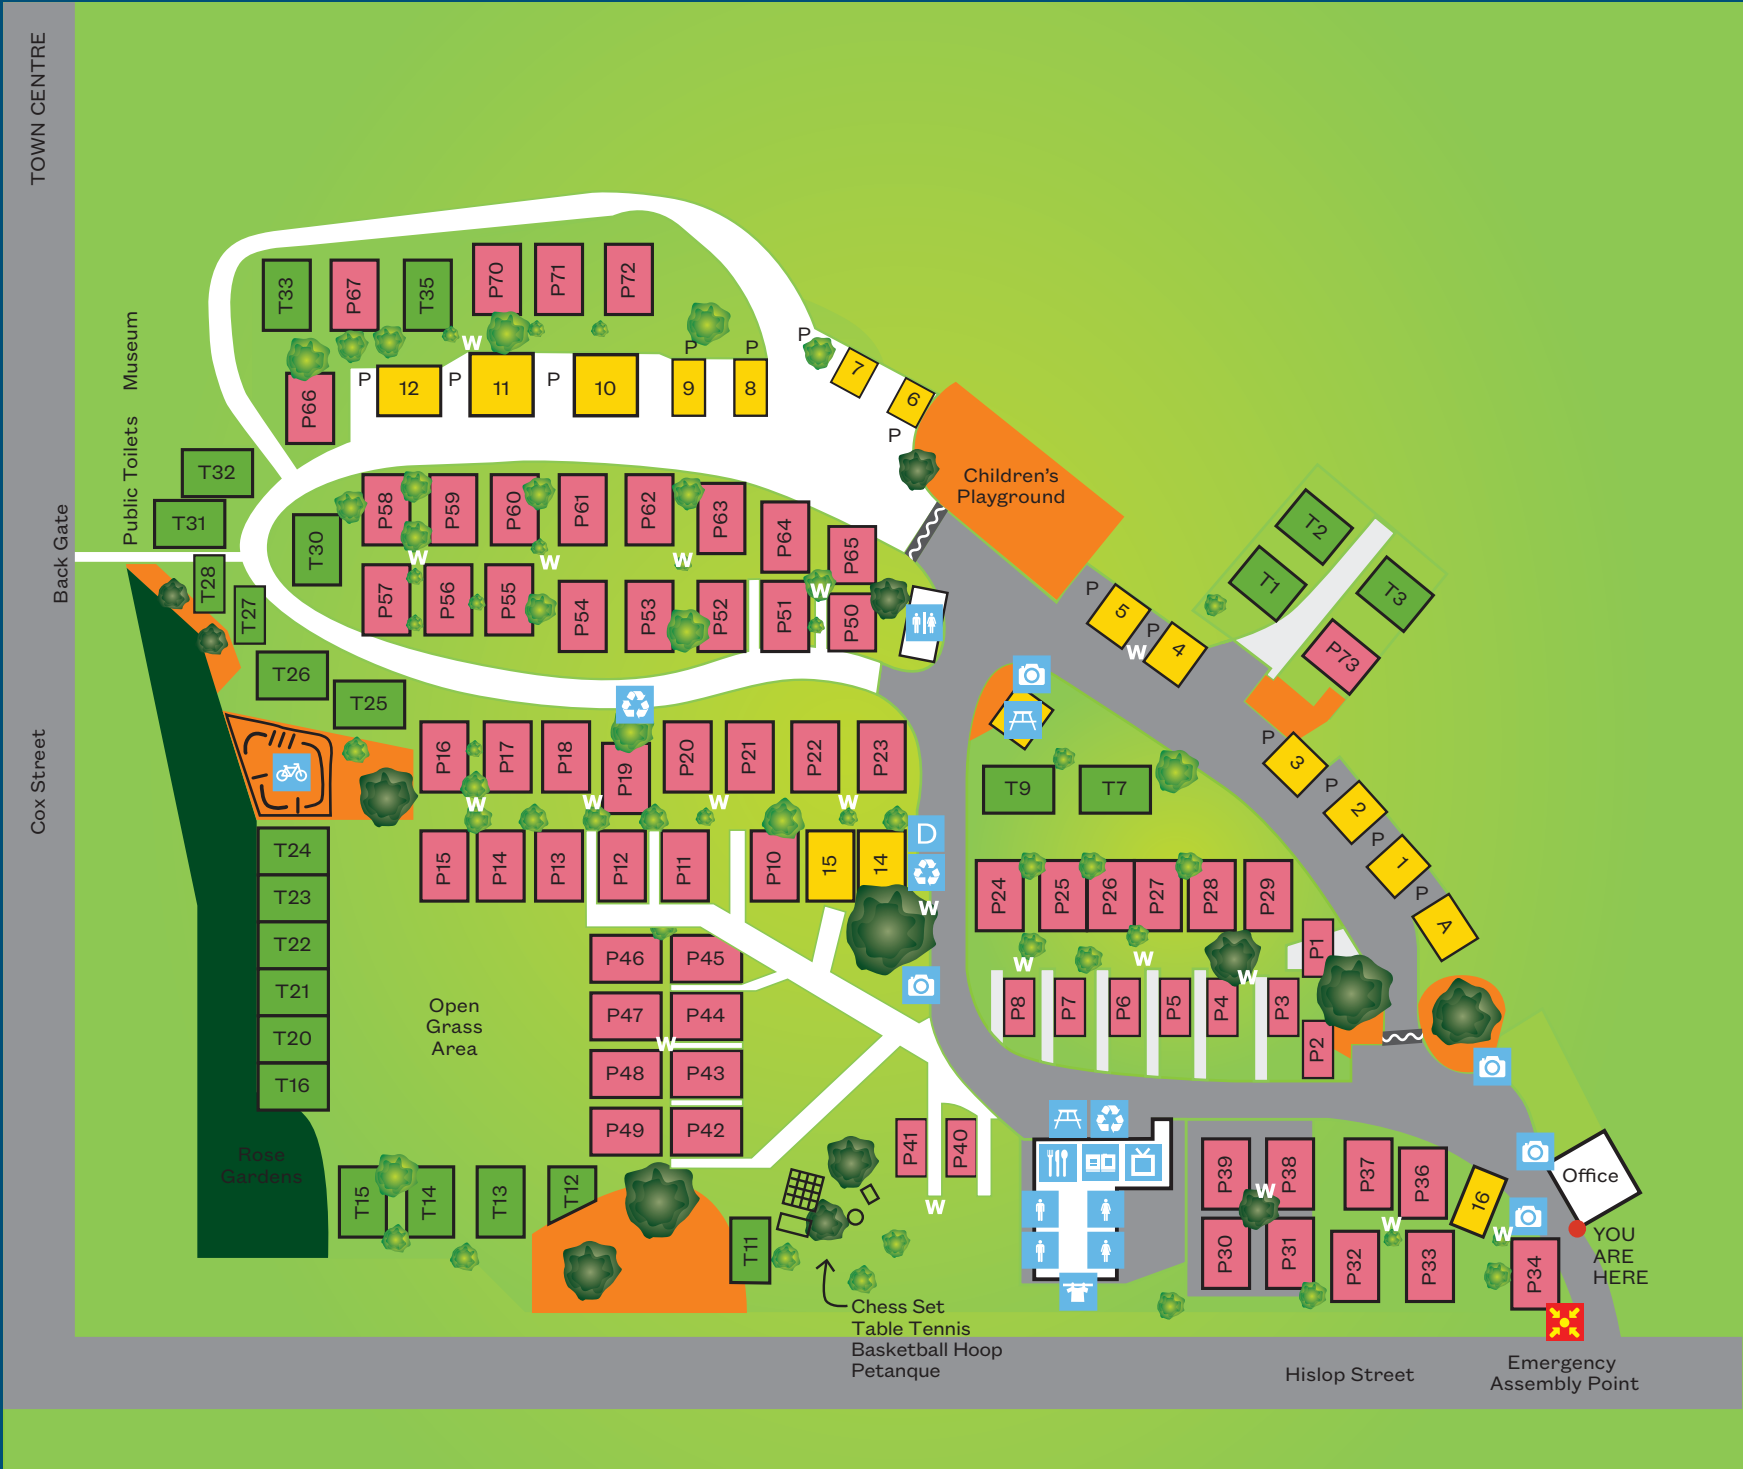 TOWN CENTRE
Museum
Public Toilets
Back Gate
Cox Street
T33
P67
T35
P70
P71
P72
W
P66
P
12
P
11
P
10
P
9
P
8
P
7
6
P
Children's
Playground
T32
T31
T28
T27
T30
T26
T25
P58
P59
P60
P61
P62
P63
P64
P65
W
W
W
W
P57
P56
P55
P54
P53
P52
P51
P50
T2
T1
T3
P73
P
5
P
W
4
P
3
P
2
P
1
P
A
P16
P17
P18
P19
P20
P21
P22
P23
W
W
W
W
P15
P14
P13
P12
P11
P10
15
14
D
W
T9
T7
P24
P25
P26
P27
P28
P29
W
W
W
P1
P8
P7
P6
P5
P4
P3
P2
T24
T23
T22
T21
T20
T16
Open
Grass
Area
P46
P45
P47
P44
W
P48
P43
P49
P42
P41
P40
W
Rose
Gardens
T15
T14
T13
T12
T11
Chess Set
Table Tennis
Basketball Hoop
Petanque
P39
P38
P37
P36
W
P30
P31
P32
P33
W
16
W
P34
Office
YOU
ARE
HERE
Hislop Street
Emergency
Assembly Point